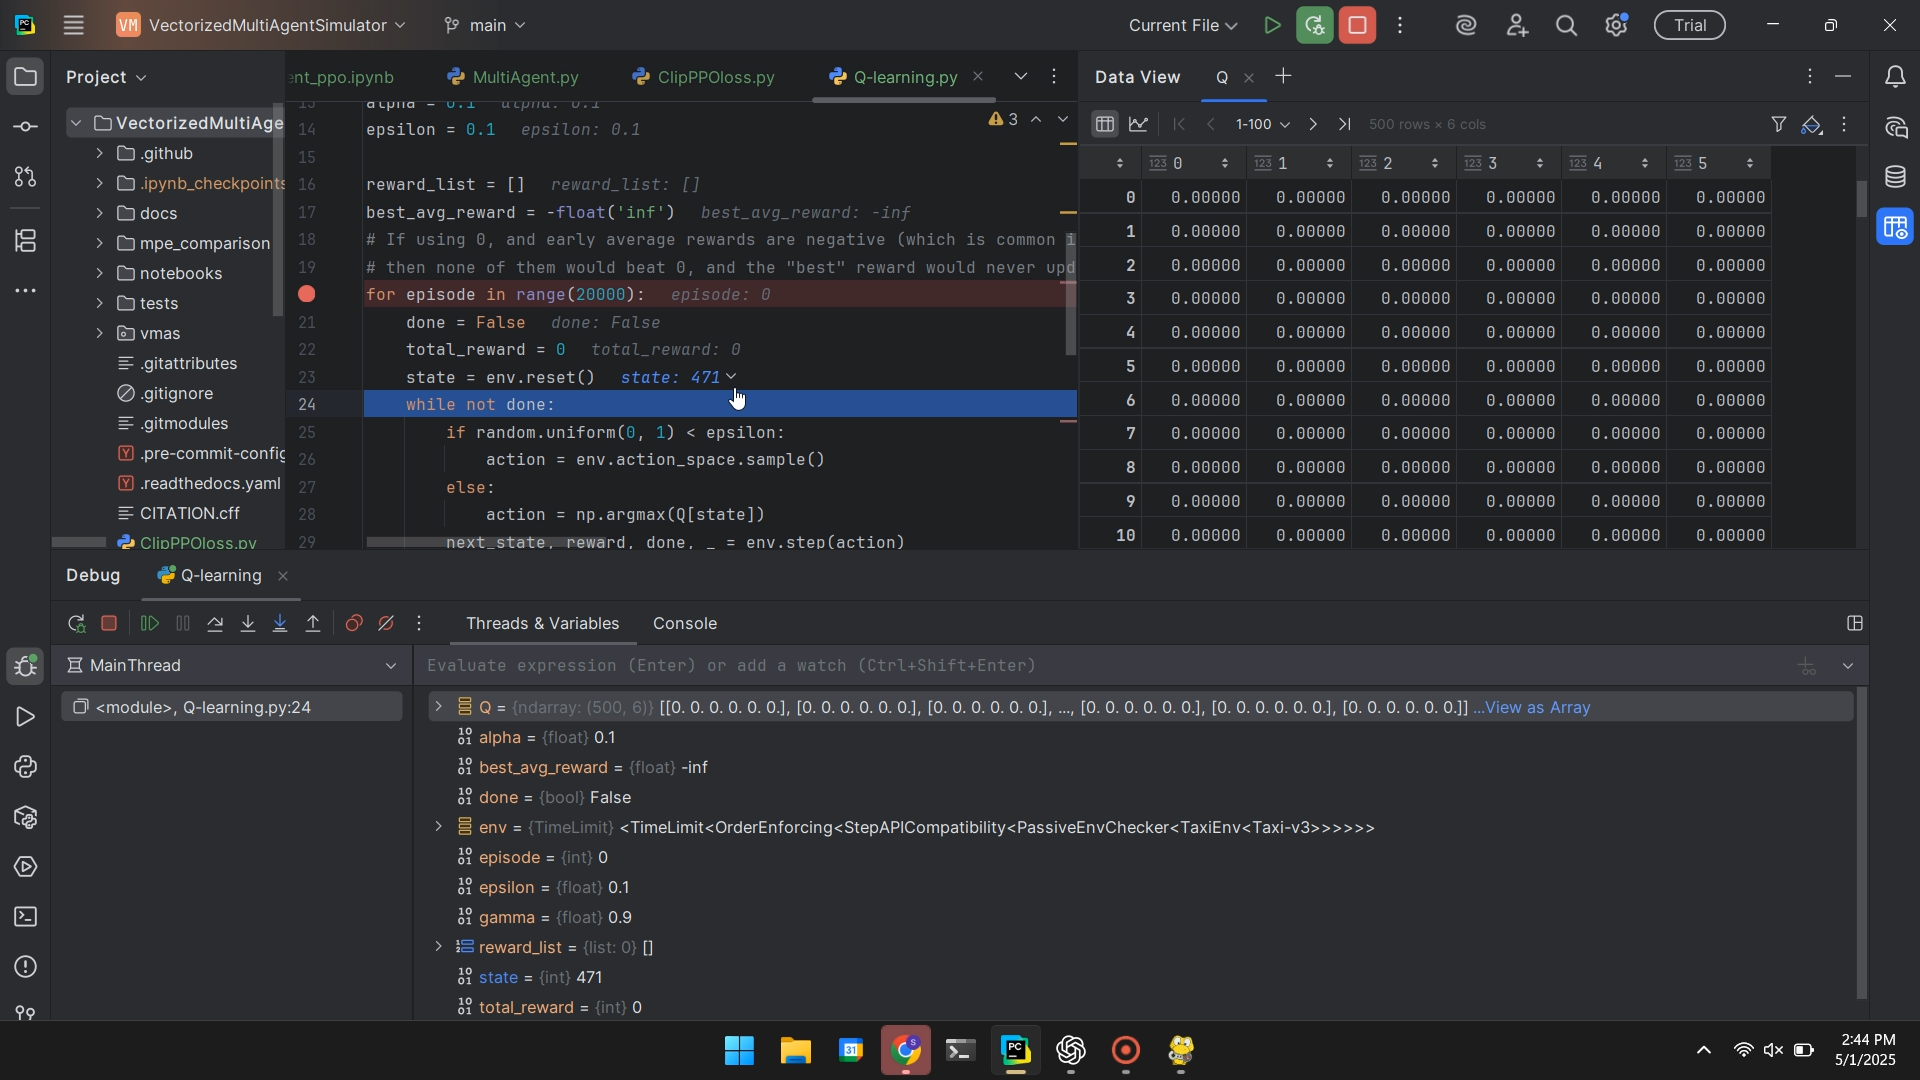 VM VectorizedMultiAgentSimulator main Current File Trial
Project
VectorizedMultiAge
.github
.ipynb_checkpoints
docs
mpe_comparison
notebooks
tests
vmas
.gitattributes
.gitignore
.gitmodules
.pre-commit-config
.readthedocs.yaml
CITATION.cff
ClipPPOloss.py
ent_ppo.ipynb MultiAgent.py ClipPPOloss.py Q-learning.py
3
13 alpha = 0.1 alpha: 0.1
14 epsilon = 0.1 epsilon: 0.1
15
16 reward_list = [] reward_list: []
17 best_avg_reward = -float('inf') best_avg_reward: -inf
18 # If using 0, and early average rewards are negative (which is common i
19 # then none of them would beat 0, and the "best" reward would never upd
for episode in range(20000): episode: 0
21 done = False done: False
22 total_reward = 0 total_reward: 0
23 state = env.reset() state: 471
24 while not done:
25 if random.uniform(0, 1) < epsilon:
26 action = env.action_space.sample()
27 else:
28 action = np.argmax(Q[state])
29 next_state, reward, done, _ = env.step(action)
Data View Q
1-100 500 rows × 6 cols
123 0 123 1 123 2 123 3 123 4 123 5
0 0.00000 0.00000 0.00000 0.00000 0.00000 0.00000
1 0.00000 0.00000 0.00000 0.00000 0.00000 0.00000
2 0.00000 0.00000 0.00000 0.00000 0.00000 0.00000
3 0.00000 0.00000 0.00000 0.00000 0.00000 0.00000
4 0.00000 0.00000 0.00000 0.00000 0.00000 0.00000
5 0.00000 0.00000 0.00000 0.00000 0.00000 0.00000
6 0.00000 0.00000 0.00000 0.00000 0.00000 0.00000
7 0.00000 0.00000 0.00000 0.00000 0.00000 0.00000
8 0.00000 0.00000 0.00000 0.00000 0.00000 0.00000
9 0.00000 0.00000 0.00000 0.00000 0.00000 0.00000
10 0.00000 0.00000 0.00000 0.00000 0.00000 0.00000
Debug Q-learning
Threads & Variables Console
MainThread
Evaluate expression (Enter) or add a watch (Ctrl+Shift+Enter)
<module>, Q-learning.py:24
Q = {ndarray: (500, 6)} [[0. 0. 0. 0. 0. 0.], [0. 0. 0. 0. 0. 0.], [0. 0. 0. 0. 0. 0.], ..., [0. 0. 0. 0. 0. 0.], [0. 0. 0. 0. 0. 0.], [0. 0. 0. 0. 0. 0.]] ...View as Array
alpha = {float} 0.1
best_avg_reward = {float} -inf
done = {bool} False
env = {TimeLimit} <TimeLimit<OrderEnforcing<StepAPICompatibility<PassiveEnvChecker<TaxiEnv<Taxi-v3>>>>>>
episode = {int} 0
epsilon = {float} 0.1
gamma = {float} 0.9
reward_list = {list: 0} []
state = {int} 471
total_reward = {int} 0
2:44 PM
5/1/2025